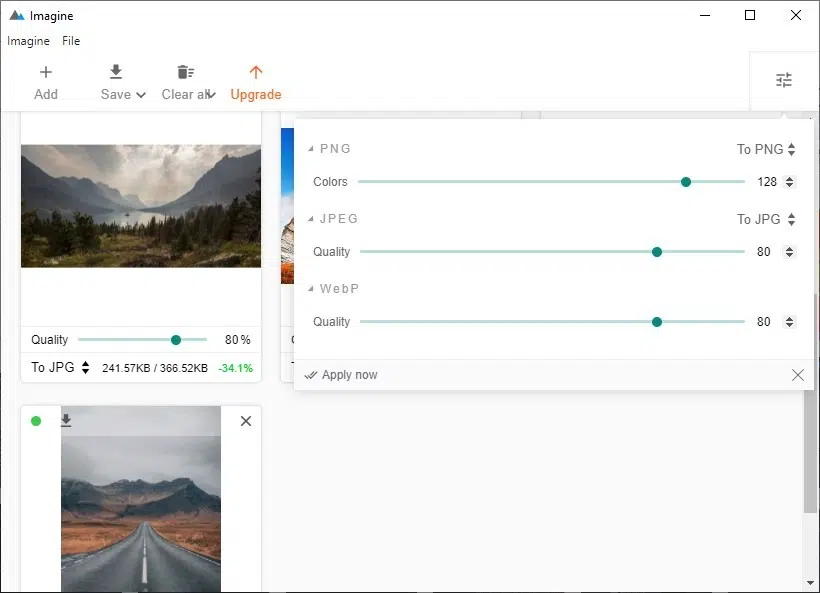 Imagine
Imagine File
Add Save Clear all Upgrade
PNG To PNG
Colors 128
JPEG To JPG
Quality 80
WebP
Quality 80
Quality 80 %
To JPG 241.57KB / 366.52KB -34.1%
Apply now